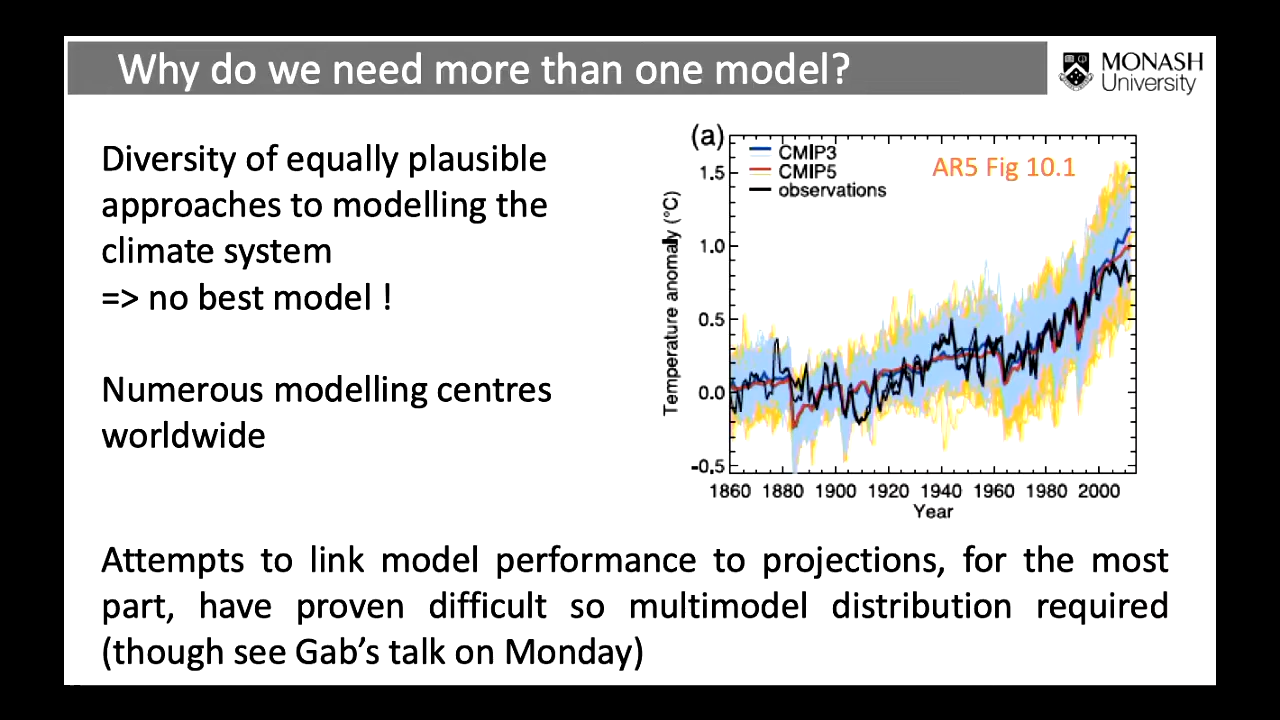 Why do we need more than one model?
MONASH
University
Diversity of equally plausible
approaches to modelling the
climate system
=> no best model !
Numerous modelling centres
worldwide
(a)
CMIP3
CMIP5
observations
AR5 Fig 10.1
Temperature anomaly (°C)
1.5
1.0
0.5
0.0
-0.5
1860 1880 1900 1920 1940 1960 1980 2000
Year
Attempts to link model performance to projections, for the most
part, have proven difficult so multimodel distribution required
(though see Gab's talk on Monday)